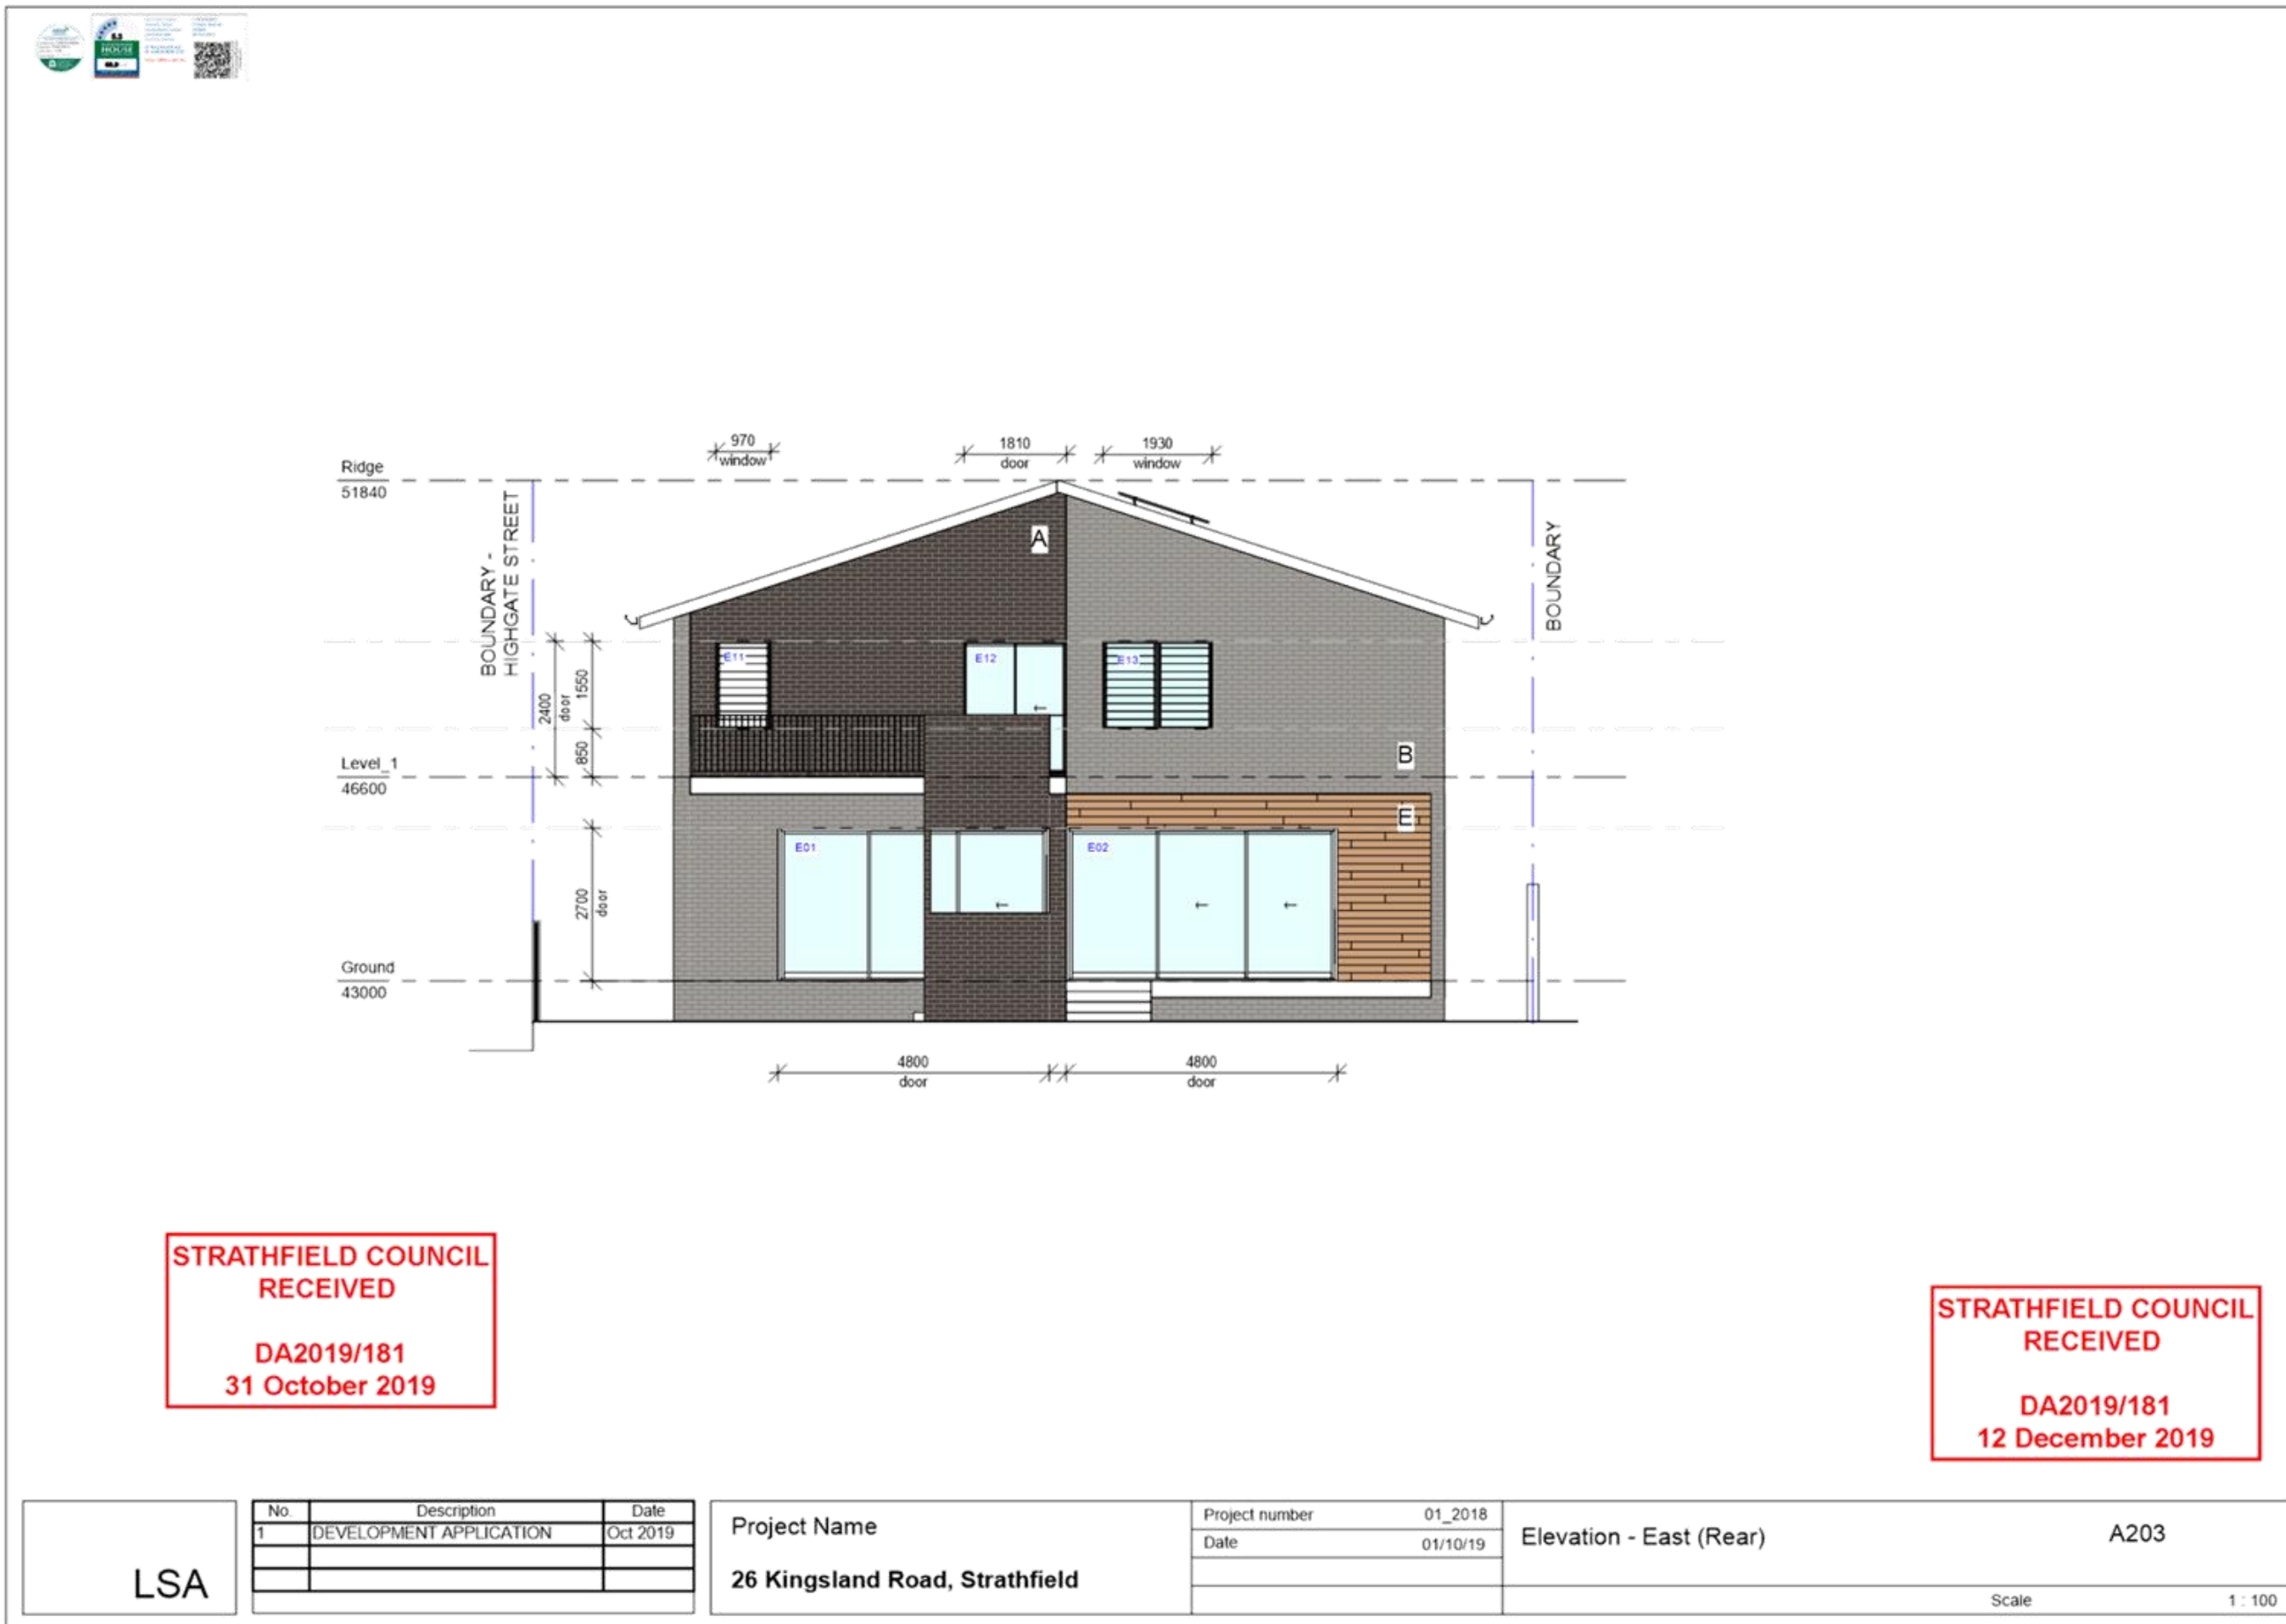 HOUSE
970
window
1810
door
1930
window
Ridge
51840
BOUNDARY -
HIGHGATE STREET
BOUNDARY
A
E11
E12
E13
2400
door
1550
850
B
Level_1
46600
E
E01
E02
2700
door
Ground
43000
4800
door
4800
door
STRATHFIELD COUNCIL
RECEIVED
DA2019/181
31 October 2019
STRATHFIELD COUNCIL
RECEIVED
DA2019/181
12 December 2019
LSA
No. Description Date
1 DEVELOPMENT APPLICATION Oct 2019
Project Name
26 Kingsland Road, Strathfield
Project number 01_2018
Date 01/10/19
Elevation - East (Rear) A203
Scale 1 : 100